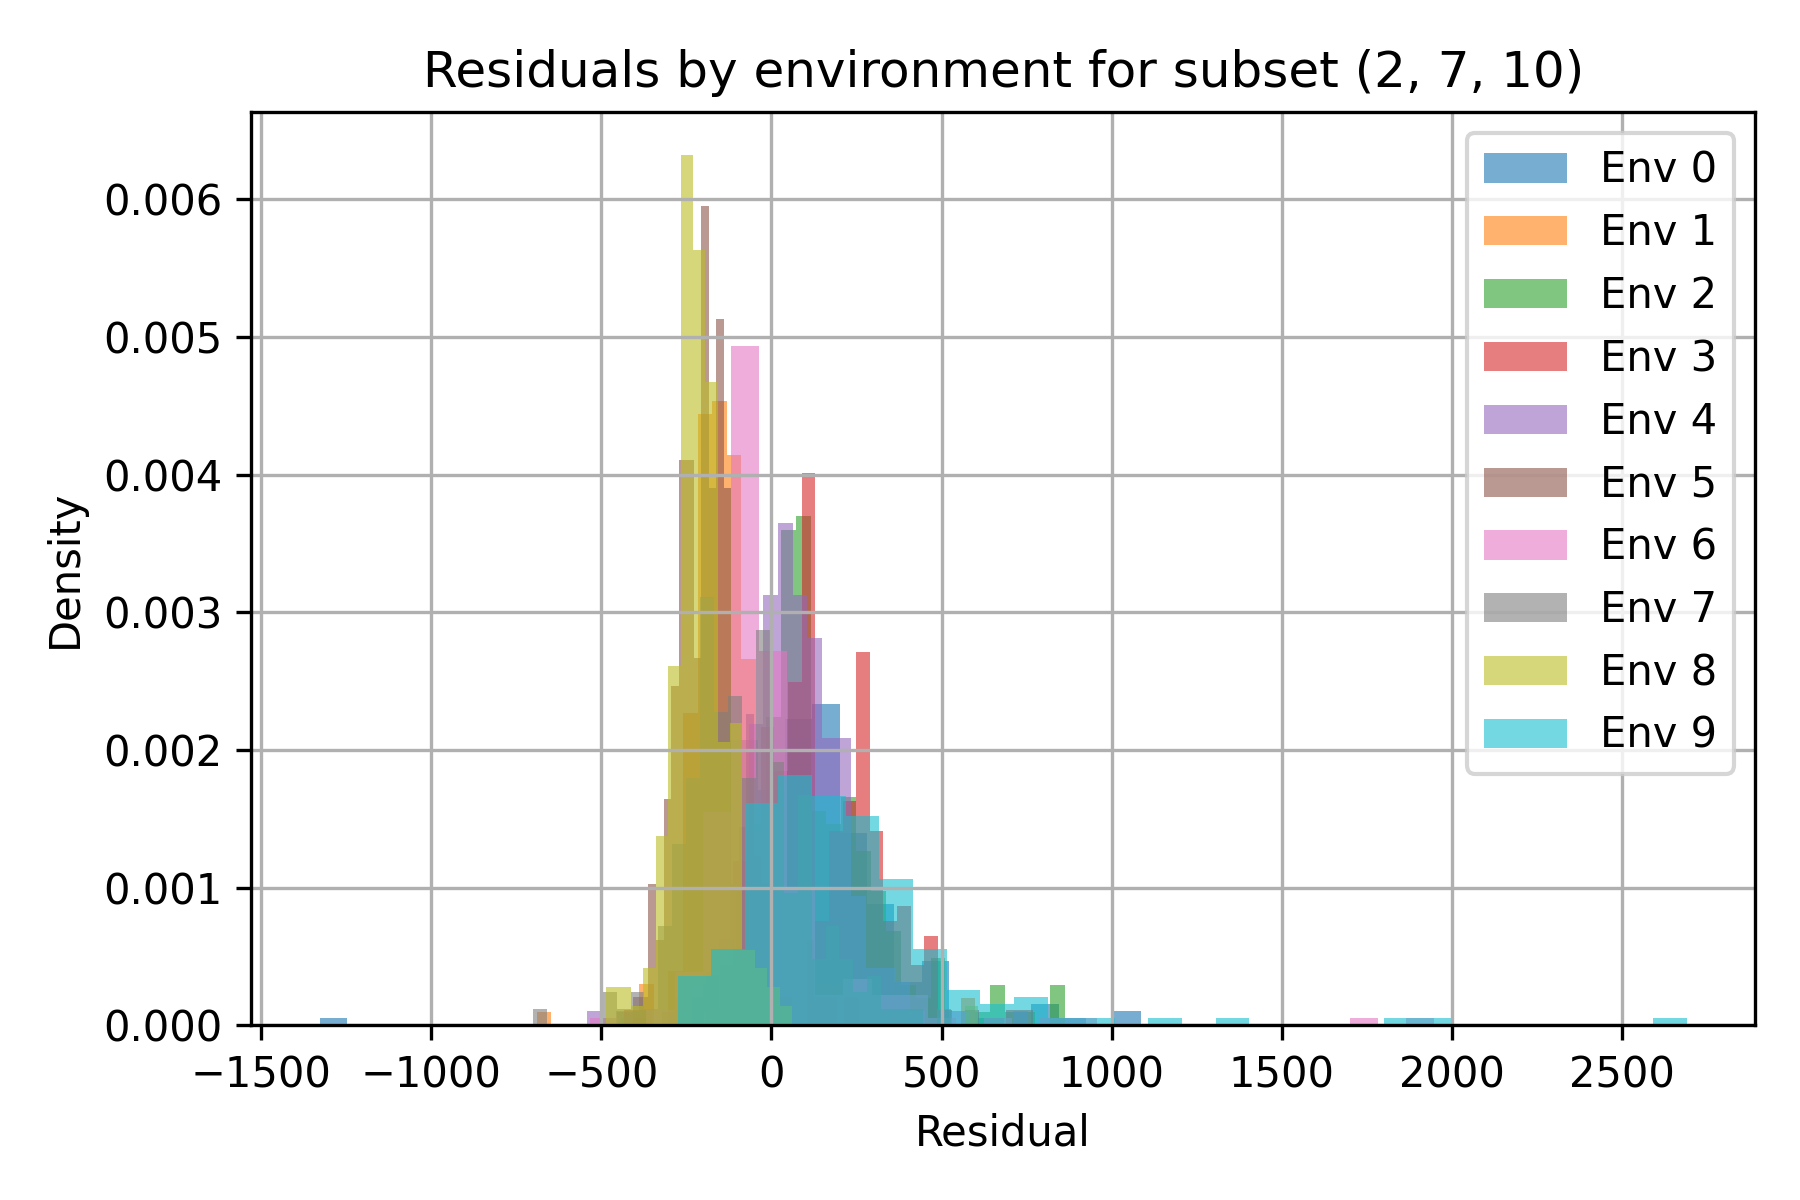 Residuals by environment for subset (2, 7, 10)
Density
0.006
0.005
0.004
0.003
0.002
0.001
0.000
−1500 −1000 −500 0 500 1000 1500 2000 2500
Residual
Env 0
Env 1
Env 2
Env 3
Env 4
Env 5
Env 6
Env 7
Env 8
Env 9